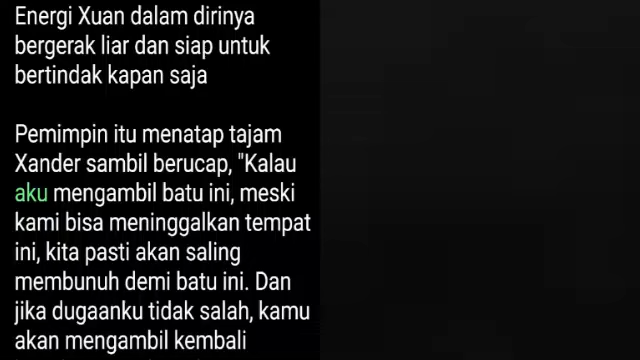 Energi Xuan dalam dirinya
bergerak liar dan siap untuk
bertindak kapan saja
Pemimpin itu menatap tajam
Xander sambil berucap, "Kalau
aku mengambil batu ini, meski
kami bisa meninggalkan tempat
ini, kita pasti akan saling
membunuh demi batu ini. Dan
jika dugaanku tidak salah, kamu
akan mengambil kembali